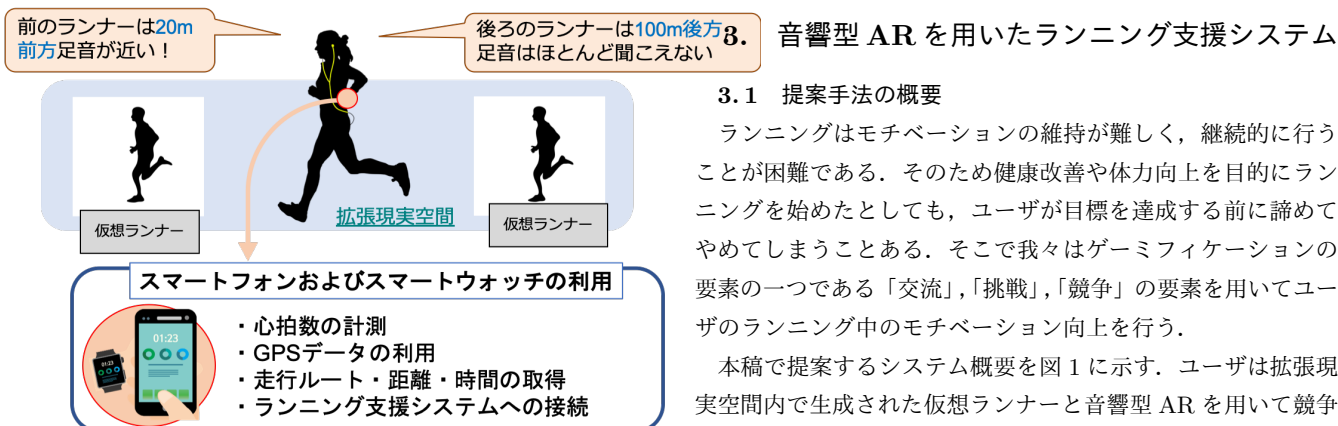 前のランナーは20m
前方足音が近い！
後ろのランナーは100m後方
足音はほとんど聞こえない
仮想ランナー
拡張現実空間
仮想ランナー
スマートフォンおよびスマートウォッチの利用
01:23
01:23
・心拍数の計測
・GPSデータの利用
・走行ルート・距離・時間の取得
・ランニング支援システムへの接続
3. 音響型 AR を用いたランニング支援システム
3.1 提案手法の概要
ランニングはモチベーションの維持が難しく，継続的に行う
ことが困難である．そのため健康改善や体力向上を目的にラン
ニングを始めたとしても，ユーザが目標を達成する前に諦めて
やめてしまうことある．そこで我々はゲーミフィケーションの
要素の一つである「交流」，「挑戦」，「競争」の要素を用いてユー
ザのランニング中のモチベーション向上を行う．
本稿で提案するシステム概要を図 1 に示す．ユーザは拡張現
実空間内で生成された仮想ランナーと音響型 AR を用いて競争